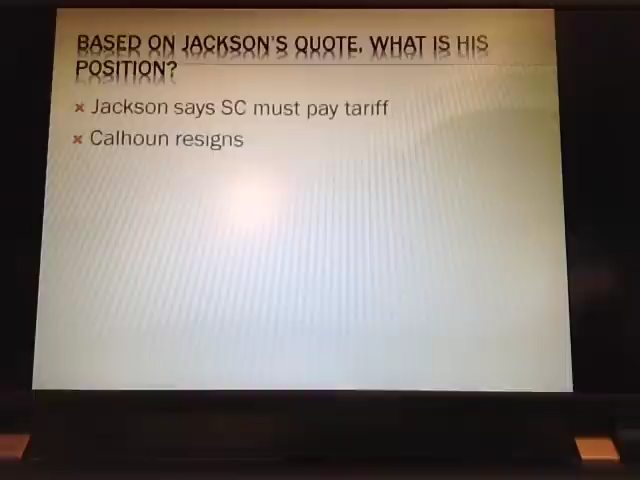 BASED ON JACKSON'S QUOTE, WHAT IS HIS
POSITION?
Jackson says SC must pay tariff
Calhoun resigns